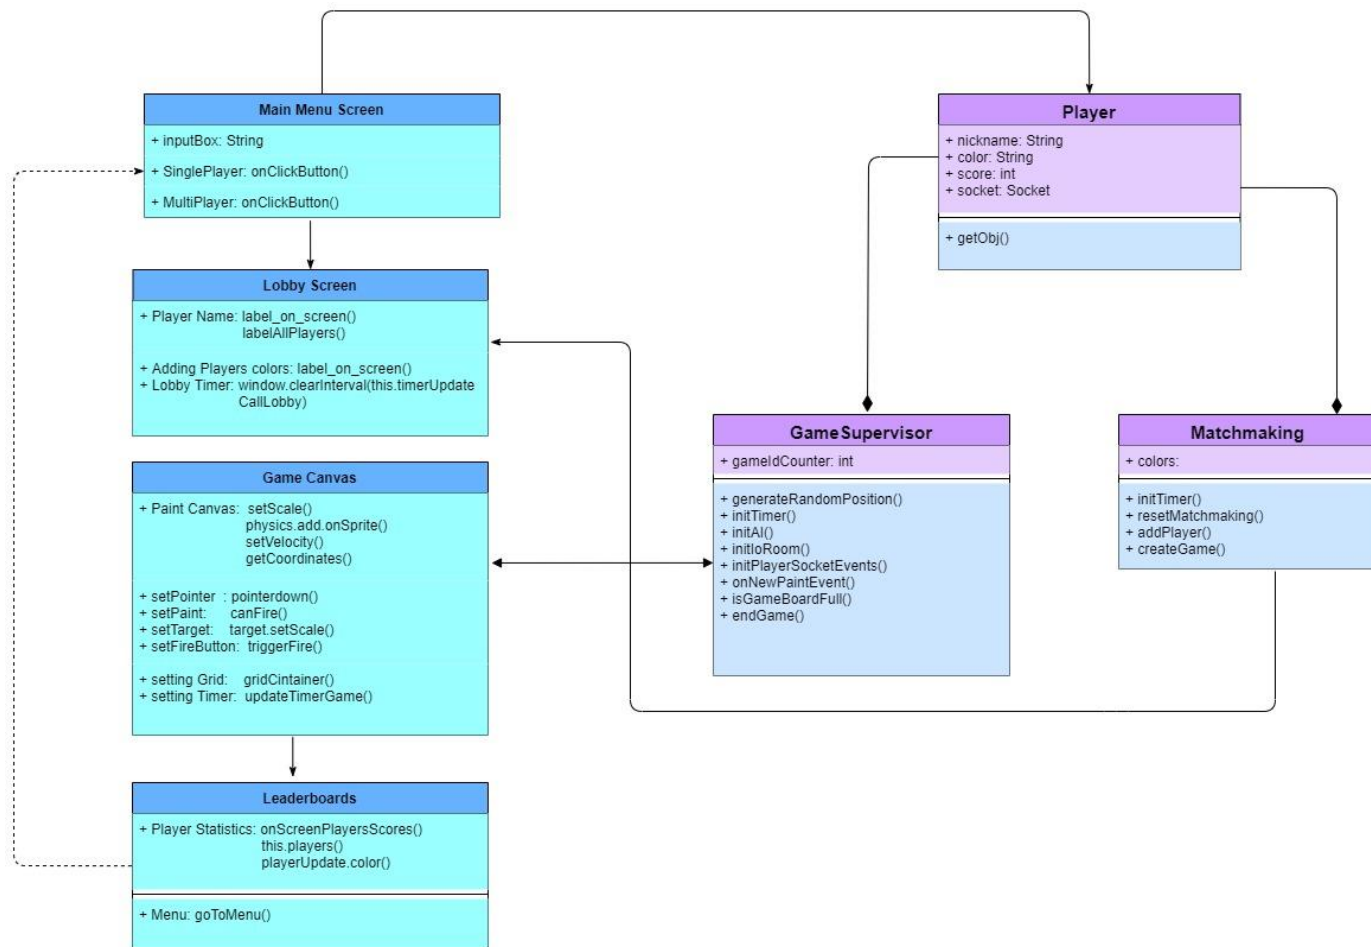 Main Menu Screen
+ inputBox: String
+ SinglePlayer: onClickButton()
+ MultiPlayer: onClickButton()
Lobby Screen
+ Player Name: label_on_screen()
labelAllPlayers()
+ Adding Players colors: label_on_screen()
+ Lobby Timer: window.clearInterval(this.timerUpdate
CallLobby)
Game Canvas
+ Paint Canvas: setScale()
physics.add.onSprite()
setVelocity()
getCoordinates()
+ setPointer : pointerdown()
+ setPaint: canFire()
+ setTarget: target.setScale()
+ setFireButton: triggerFire()
+ setting Grid: gridCintainer()
+ setting Timer: updateTimerGame()
Leaderboards
+ Player Statistics: onScreenPlayersScores()
this.players()
playerUpdate.color()
+ Menu: goToMenu()
Player
+ nickname: String
+ color: String
+ score: int
+ socket: Socket
+ getObj()
GameSupervisor
+ gameIdCounter: int
+ generateRandomPosition()
+ initTimer()
+ initAI()
+ initIoRoom()
+ initPlayerSocketEvents()
+ onNewPaintEvent()
+ isGameBoardFull()
+ endGame()
Matchmaking
+ colors:
+ initTimer()
+ resetMatchmaking()
+ addPlayer()
+ createGame()